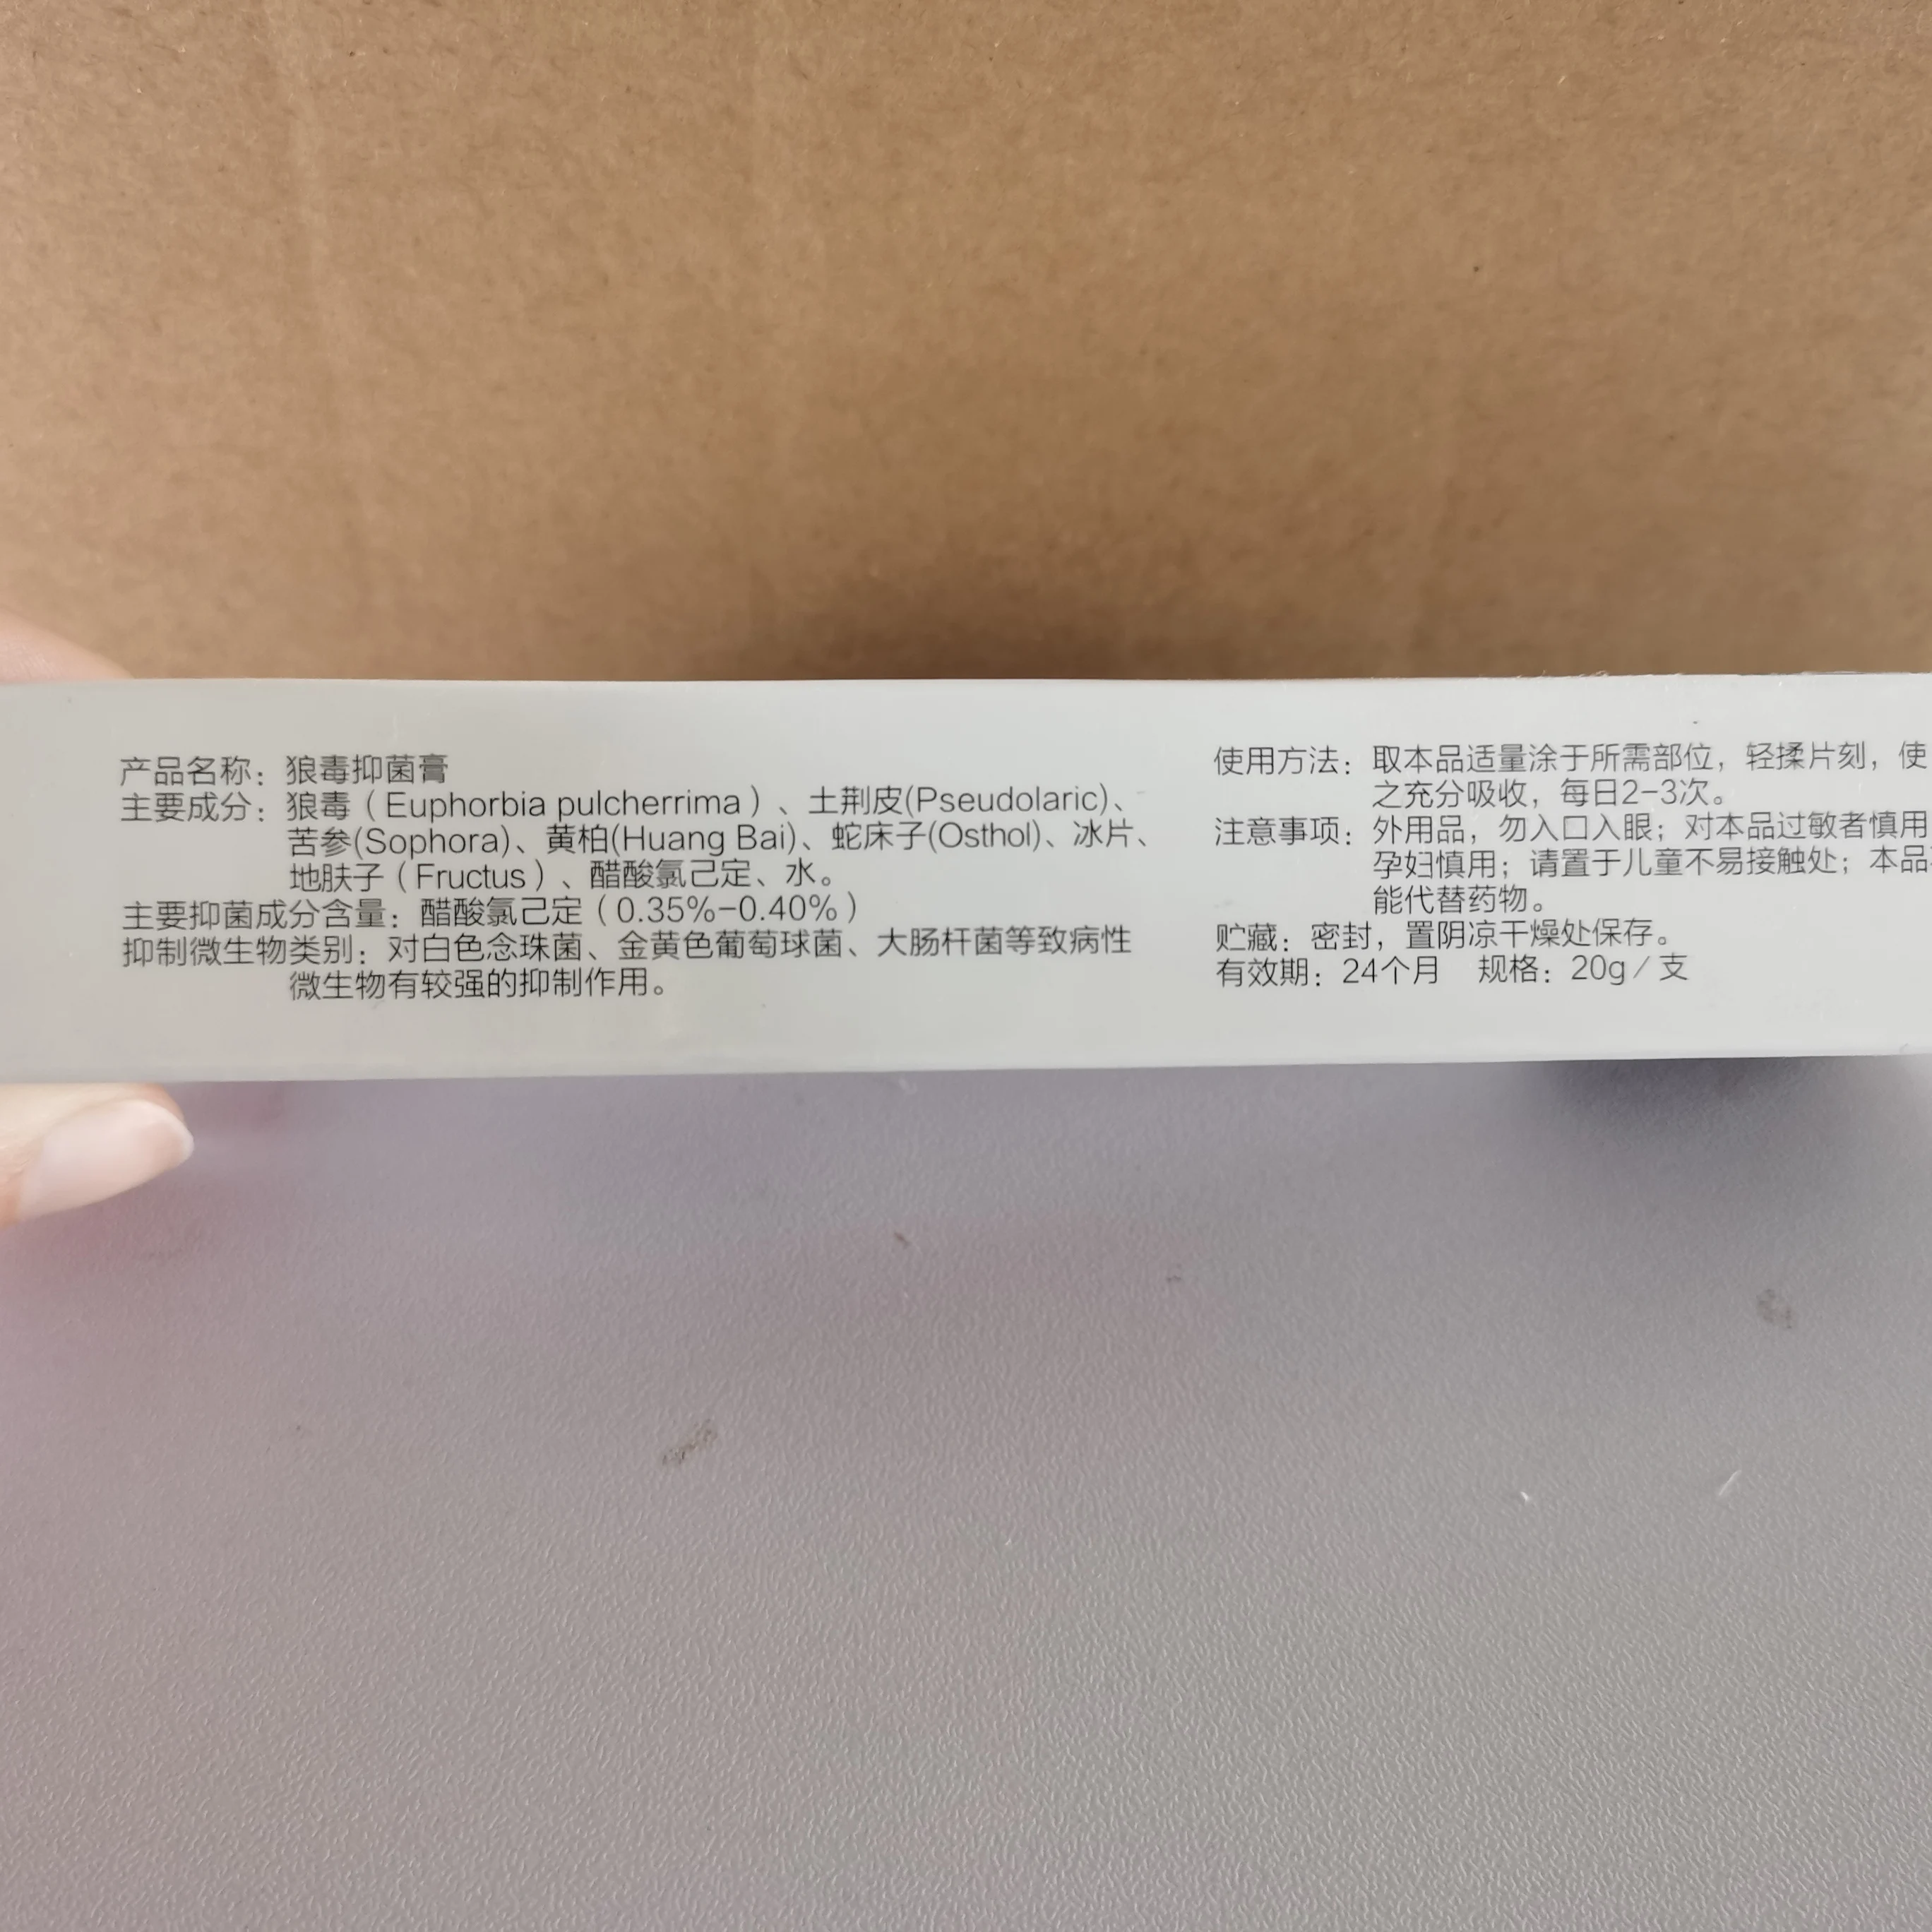 产品名称：狼毒抑菌膏
主要成分：狼毒（Euphorbia pulcherrima）、土荆皮(Pseudolaric)、
苦参(Sophora)、黄柏(Huang Bai)、蛇床子(Osthol)、冰片、
地肤子（Fructus）、醋酸氯己定、水。
主要抑菌成分含量：醋酸氯己定（0.35%-0.40%）
抑制微生物类别：对白色念珠菌、金黄色葡萄球菌、大肠杆菌等致病性
微生物有较强的抑制作用。
使用方法：取本品适量涂于所需部位，轻揉片刻，使
之充分吸收，每日2-3次。
注意事项：外用品，勿入口入眼；对本品过敏者慎用
孕妇慎用；请置于儿童不易接触处；本品
能代替药物。
贮藏：密封，置阴凉干燥处保存。
有效期：24个月 规格：20g/支